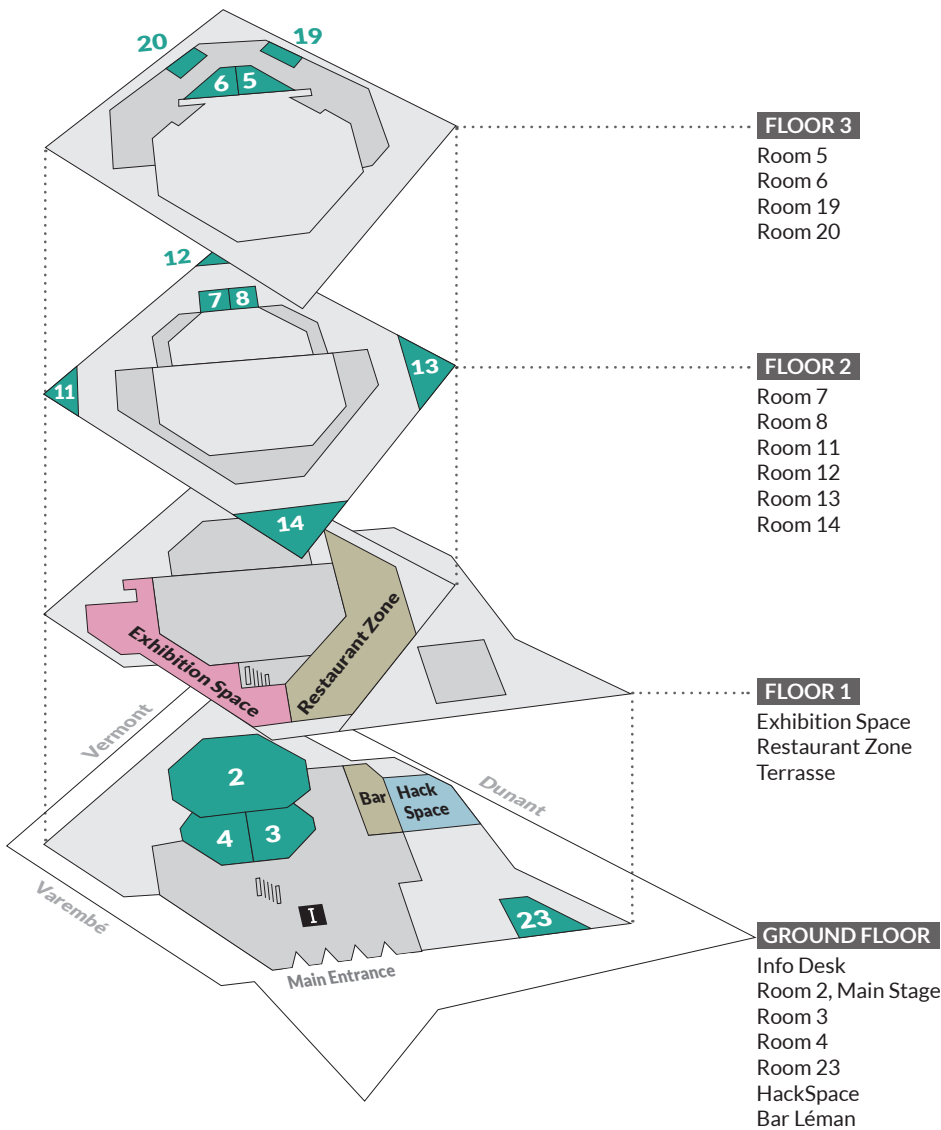 20
19
6
5
FLOOR 3
Room 5
Room 6
Room 19
Room 20
12
7
8
13
11
14
FLOOR 2
Room 7
Room 8
Room 11
Room 12
Room 13
Room 14
Exhibition Space
Restaurant Zone
FLOOR 1
Exhibition Space
Restaurant Zone
Terrasse
Vermont
Dunant
Varembé
2
4
3
Bar
Hack
Space
I
23
Main Entrance
GROUND FLOOR
Info Desk
Room 2, Main Stage
Room 3
Room 4
Room 23
HackSpace
Bar Léman